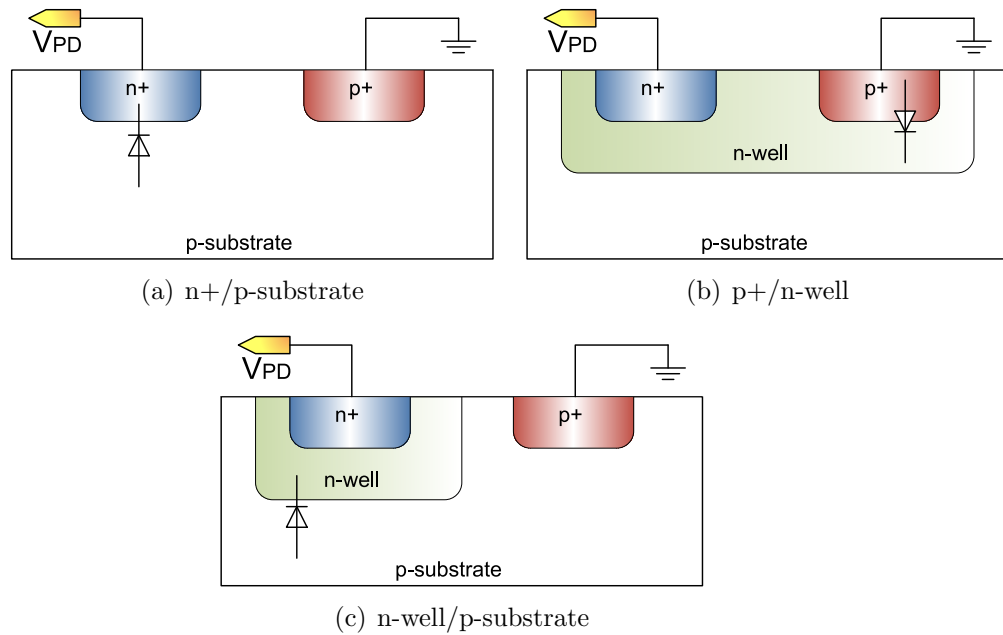 VPD
n+
p+
p-substrate
(a) n+/p-substrate
VPD
n+
p+
n-well
p-substrate
(b) p+/n-well
VPD
n+
p+
n-well
p-substrate
(c) n-well/p-substrate